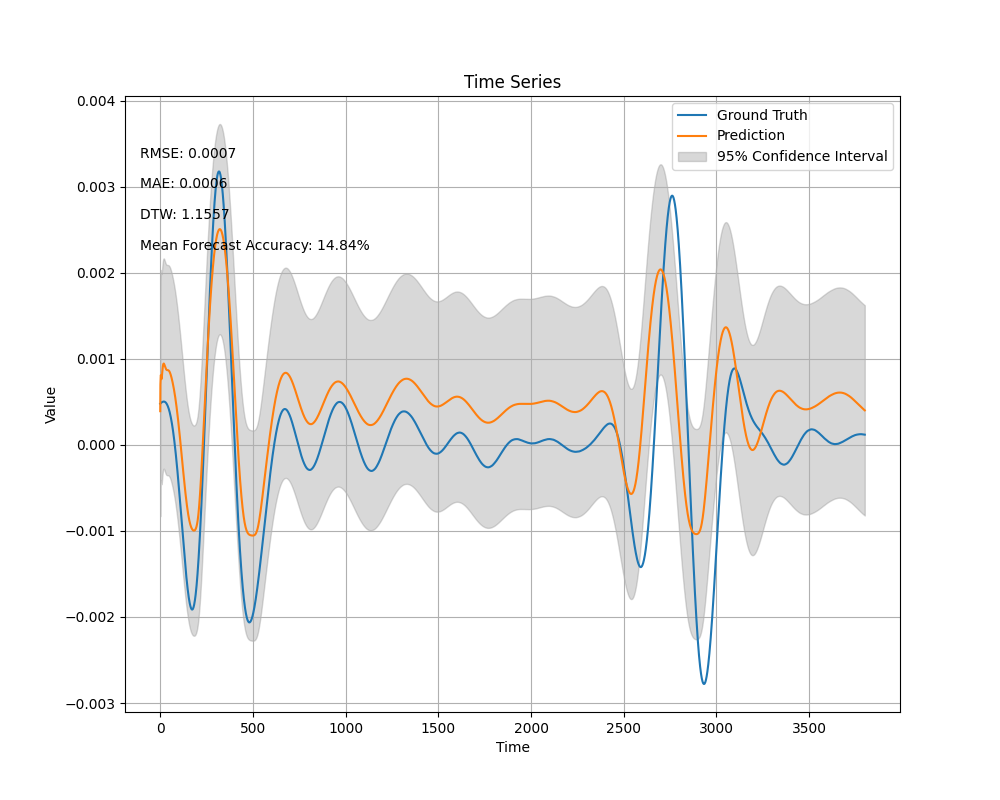 Time Series
Ground Truth
Prediction
95% Confidence Interval
RMSE: 0.0007
MAE: 0.0006
DTW: 1.1557
Mean Forecast Accuracy: 14.84%
Value
0.004
0.003
0.002
0.001
0.000
−0.001
−0.002
−0.003
0 500 1000 1500 2000 2500 3000 3500
Time